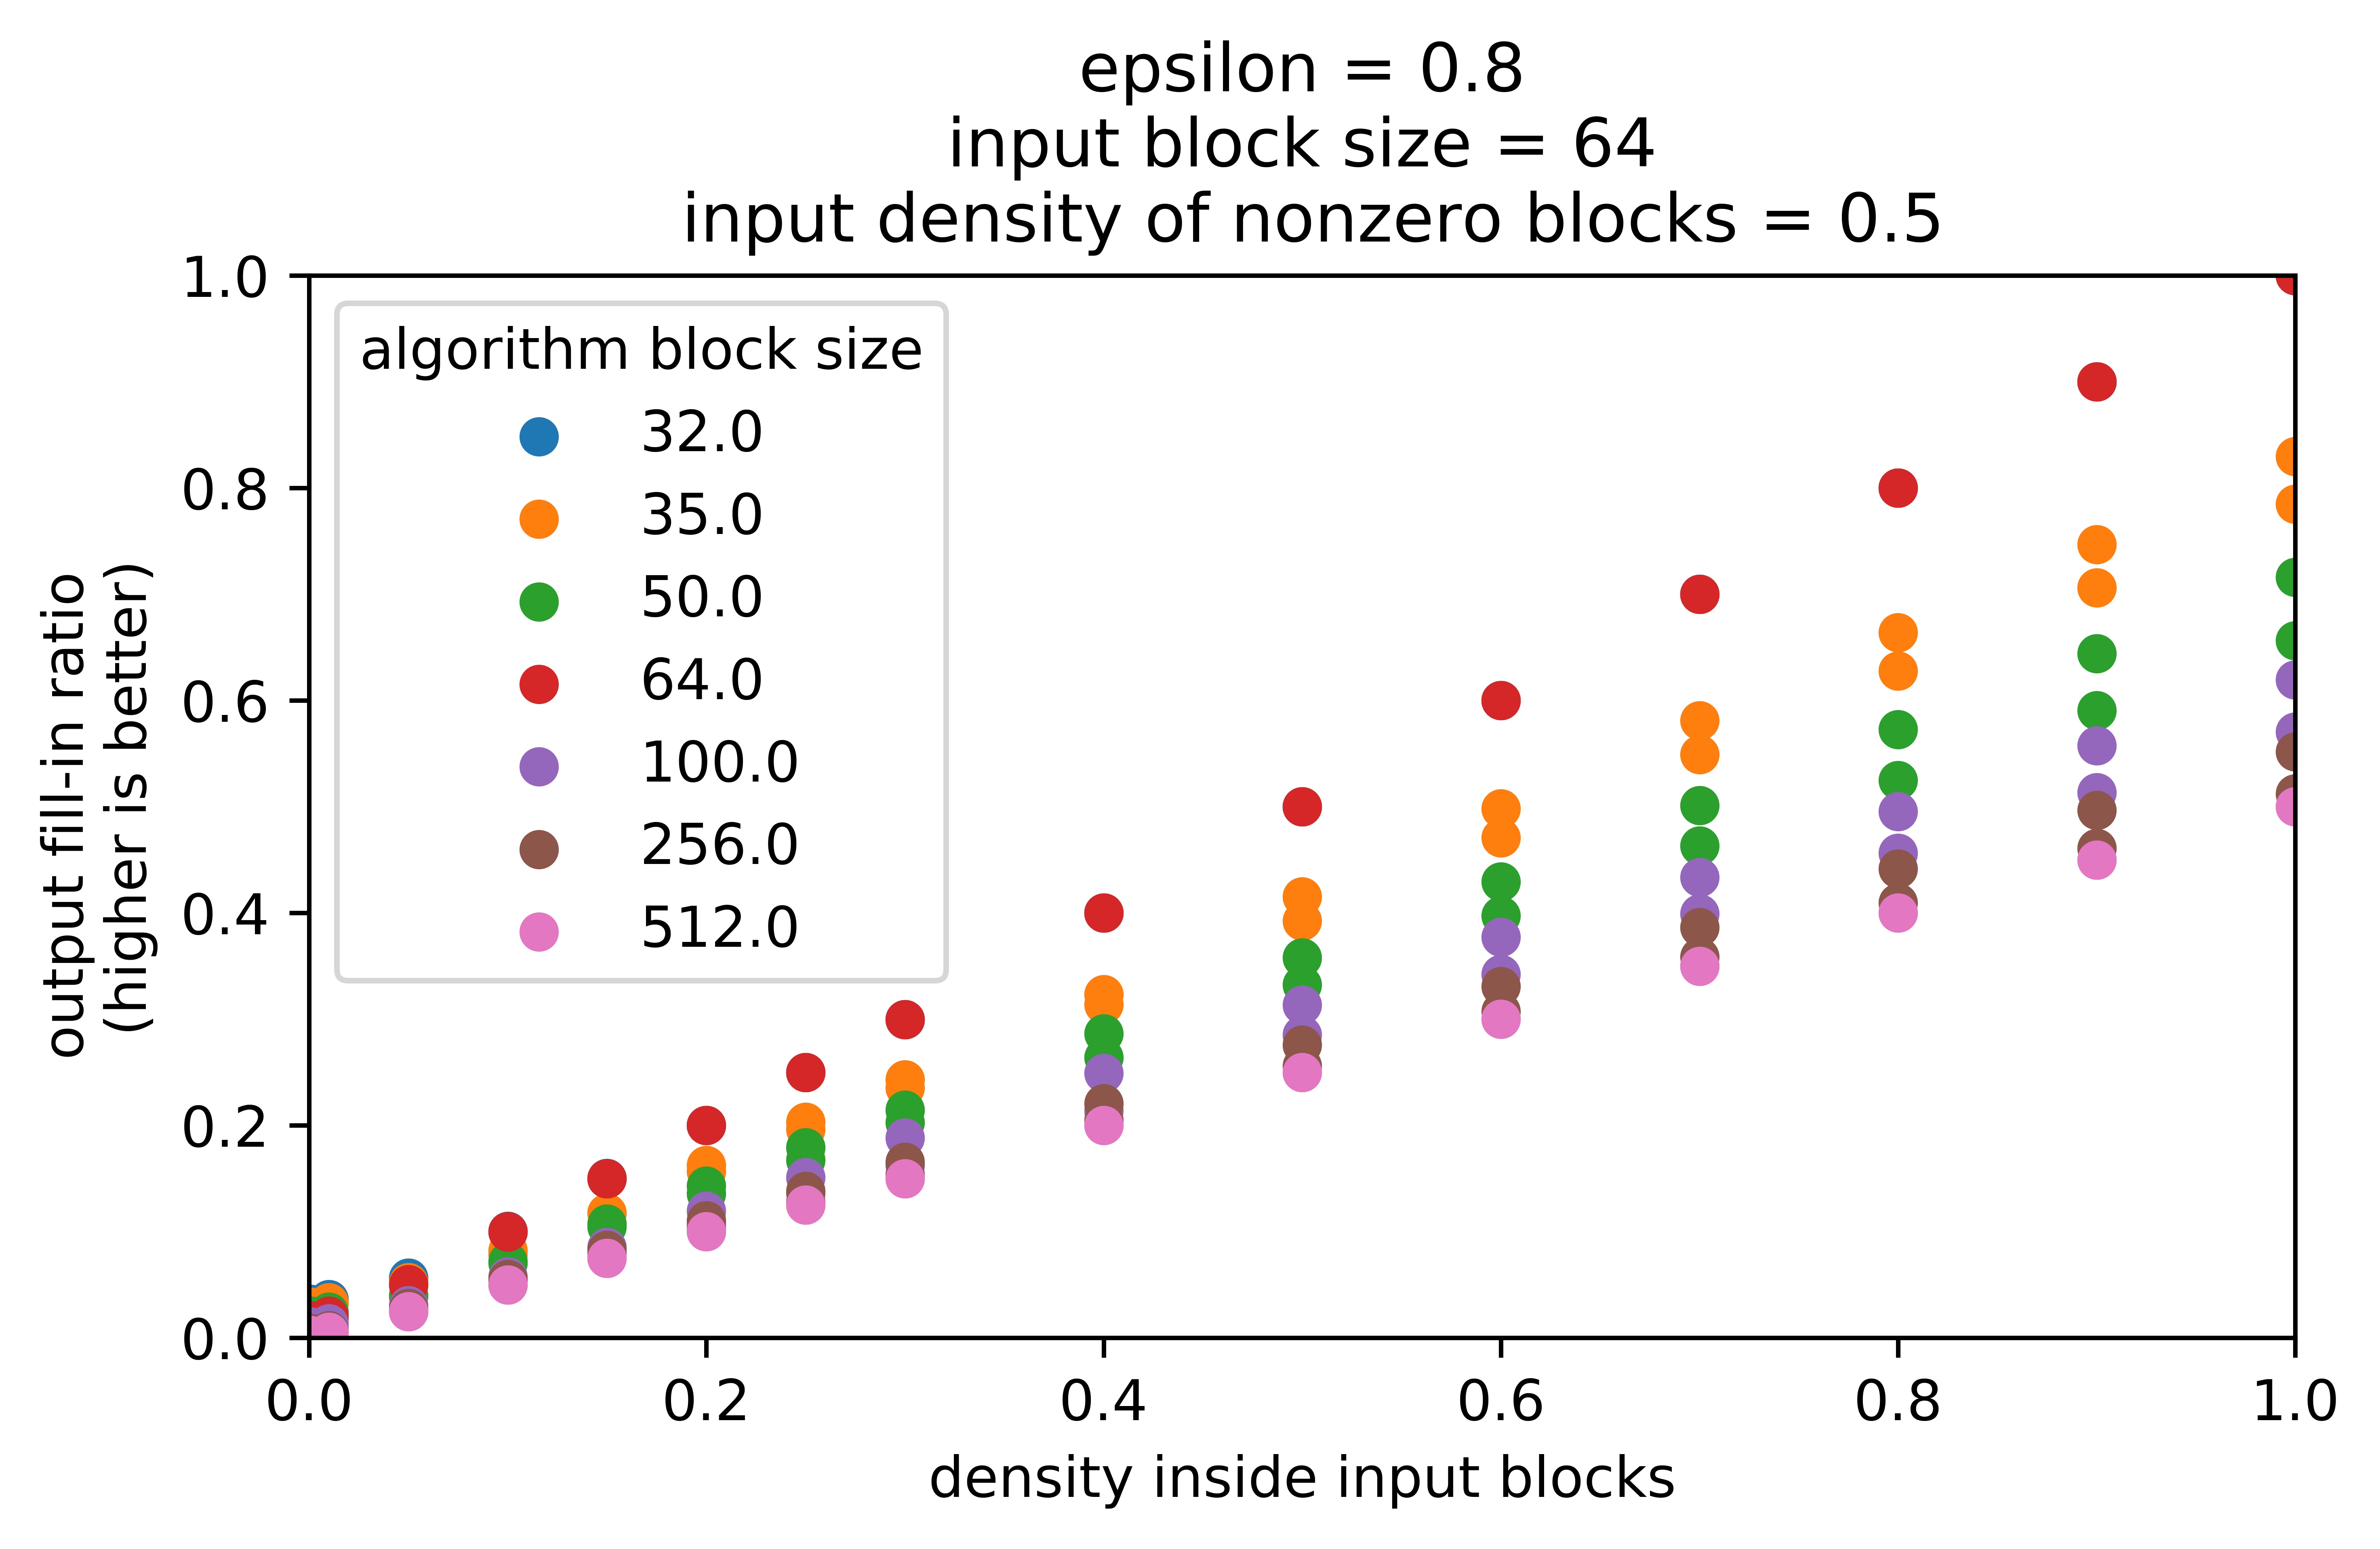 epsilon = 0.8
input block size = 64
input density of nonzero blocks = 0.5
output fill-in ratio
(higher is better)
1.0
0.8
0.6
0.4
0.2
0.0
algorithm block size
32.0
35.0
50.0
64.0
100.0
256.0
512.0
0.0 0.2 0.4 0.6 0.8 1.0
density inside input blocks